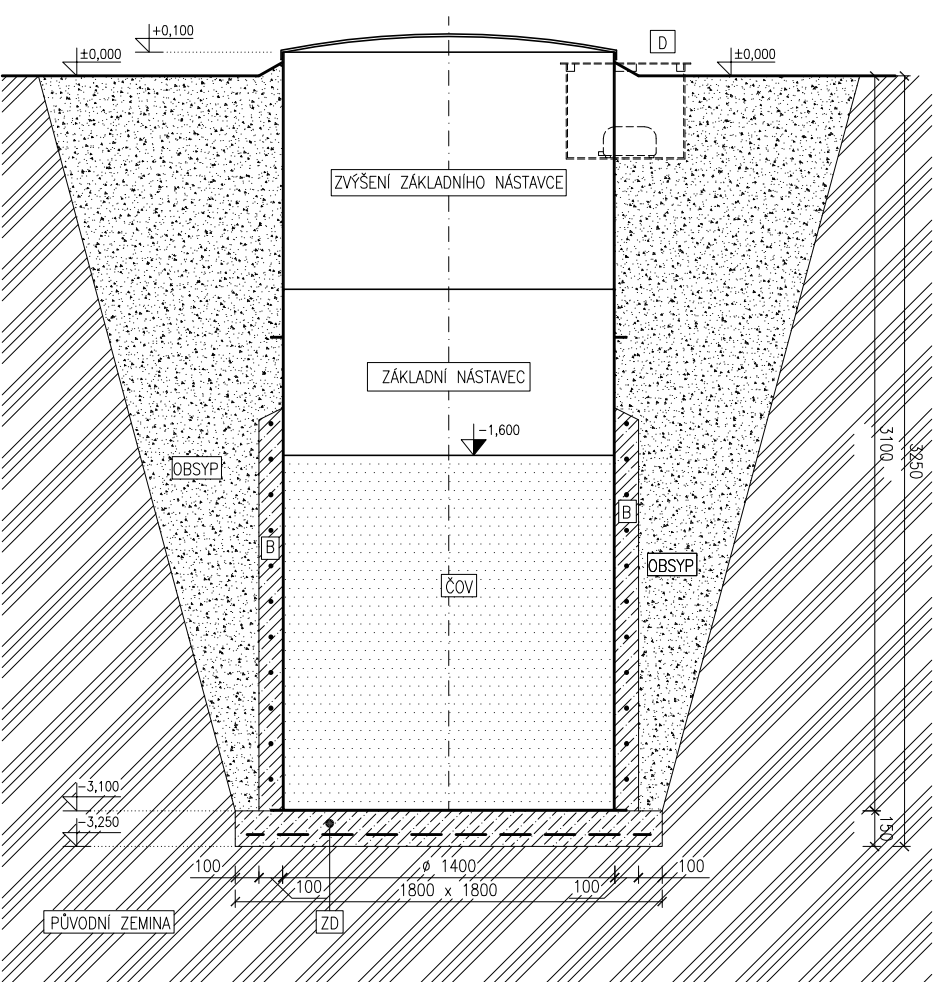 +0,100
±0,000
D
±0,000
ZVÝŠENÍ ZÁKLADNÍHO NÁSTAVCE
ZÁKLADNÍ NÁSTAVEC
-1,600
3100
3250
OBSYP
B
B
OBSYP
ČOV
-3,100
-3,250
150
100
ø 1400
100
100
100
1800 x 1800
PŮVODNÍ ZEMINA
ZD